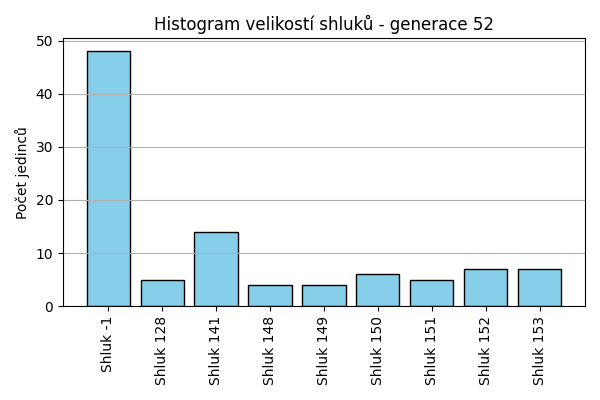 Histogram velikostí shluků - generace 52
Počet jedinců
50
40
30
20
10
0
Shluk -1
Shluk 128
Shluk 141
Shluk 148
Shluk 149
Shluk 150
Shluk 151
Shluk 152
Shluk 153